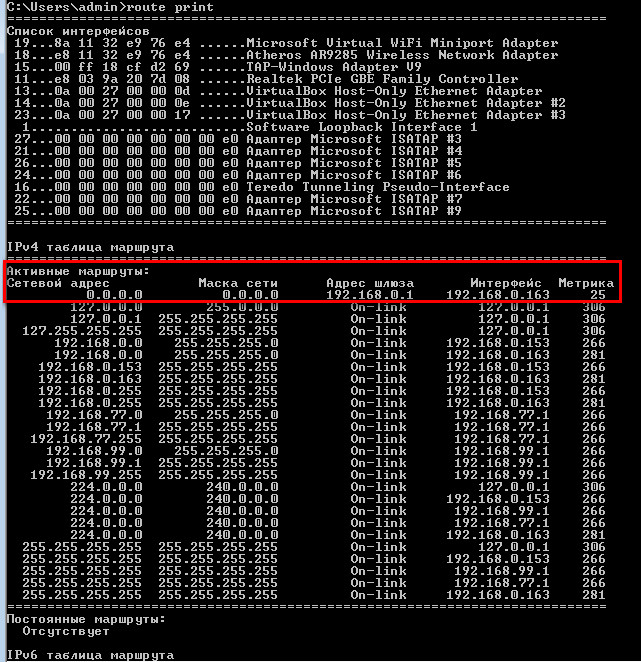 C:\Users\admin>route print
===========================================================================
Список интерфейсов
19...8a 11 32 e9 76 e4 ......Microsoft Virtual WiFi Miniport Adapter
18...e8 11 32 e9 76 e4 ......Atheros AR9285 Wireless Network Adapter
15...00 ff 18 cf d2 69 ......TAP-Windows Adapter V9
11...e8 03 9a 20 7d 08 ......Realtek PCIe GBE Family Controller
13...0a 00 27 00 00 0d ......VirtualBox Host-Only Ethernet Adapter
14...0a 00 27 00 00 0e ......VirtualBox Host-Only Ethernet Adapter #2
23...0a 00 27 00 00 17 ......VirtualBox Host-Only Ethernet Adapter #3
1...........................Software Loopback Interface 1
27...00 00 00 00 00 00 00 e0 Адаптер Microsoft ISATAP #3
21...00 00 00 00 00 00 00 e0 Адаптер Microsoft ISATAP #4
26...00 00 00 00 00 00 00 e0 Адаптер Microsoft ISATAP #5
24...00 00 00 00 00 00 00 e0 Адаптер Microsoft ISATAP #6
16...00 00 00 00 00 00 00 e0 Teredo Tunneling Pseudo-Interface
22...00 00 00 00 00 00 00 e0 Адаптер Microsoft ISATAP #7
25...00 00 00 00 00 00 00 e0 Адаптер Microsoft ISATAP #9
===========================================================================
IPv4 таблица маршрута
===========================================================================
Активные маршруты:
Сетевой адрес Маска сети Адрес шлюза Интерфейс Метрика
0.0.0.0 0.0.0.0 192.168.0.1 192.168.0.163 25
127.0.0.0 255.0.0.0 On-link 127.0.0.1 306
127.0.0.1 255.255.255.255 On-link 127.0.0.1 306
127.255.255.255 255.255.255.255 On-link 127.0.0.1 306
192.168.0.0 255.255.255.0 On-link 192.168.0.153 266
192.168.0.0 255.255.255.0 On-link 192.168.0.163 281
192.168.0.153 255.255.255.255 On-link 192.168.0.153 266
192.168.0.163 255.255.255.255 On-link 192.168.0.163 281
192.168.0.255 255.255.255.255 On-link 192.168.0.153 266
192.168.0.255 255.255.255.255 On-link 192.168.0.163 281
192.168.77.0 255.255.255.0 On-link 192.168.77.1 266
192.168.77.1 255.255.255.255 On-link 192.168.77.1 266
192.168.77.255 255.255.255.255 On-link 192.168.77.1 266
192.168.99.0 255.255.255.0 On-link 192.168.99.1 266
192.168.99.1 255.255.255.255 On-link 192.168.99.1 266
192.168.99.255 255.255.255.255 On-link 192.168.99.1 266
224.0.0.0 240.0.0.0 On-link 127.0.0.1 306
224.0.0.0 240.0.0.0 On-link 192.168.0.153 266
224.0.0.0 240.0.0.0 On-link 192.168.99.1 266
224.0.0.0 240.0.0.0 On-link 192.168.77.1 266
224.0.0.0 240.0.0.0 On-link 192.168.0.163 281
255.255.255.255 255.255.255.255 On-link 127.0.0.1 306
255.255.255.255 255.255.255.255 On-link 192.168.0.153 266
255.255.255.255 255.255.255.255 On-link 192.168.99.1 266
255.255.255.255 255.255.255.255 On-link 192.168.77.1 266
255.255.255.255 255.255.255.255 On-link 192.168.0.163 281
===========================================================================
Постоянные маршруты:
Отсутствует
IPv6 таблица маршрута